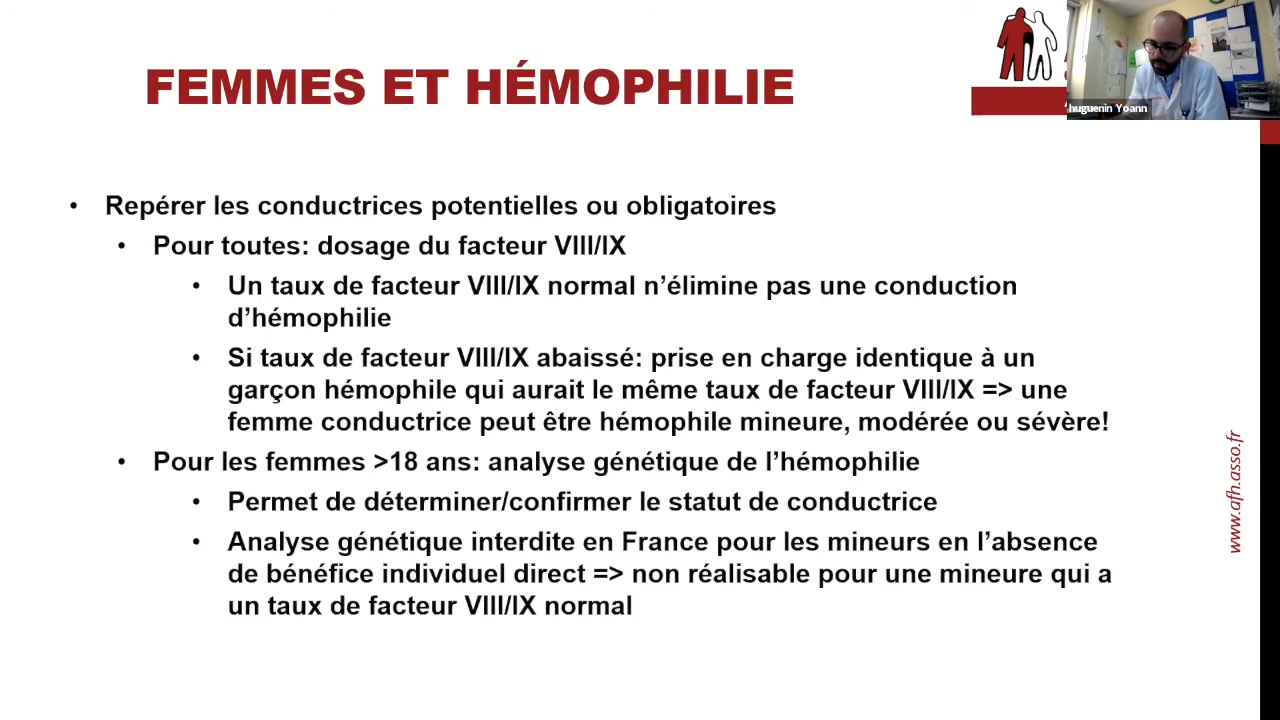 FEMMES ET HÉMOPHILIE
huguenin Yoann
• Repérer les conductrices potentielles ou obligatoires
• Pour toutes: dosage du facteur VIII/IX
• Un taux de facteur VIII/IX normal n’élimine pas une conduction
d’hémophilie
• Si taux de facteur VIII/IX abaissé: prise en charge identique à un
garçon hémophile qui aurait le même taux de facteur VIII/IX => une
femme conductrice peut être hémophile mineure, modérée ou sévère!
• Pour les femmes >18 ans: analyse génétique de l’hémophilie
• Permet de déterminer/confirmer le statut de conductrice
• Analyse génétique interdite en France pour les mineurs en l’absence
de bénéfice individuel direct => non réalisable pour une mineure qui a
un taux de facteur VIII/IX normal
www.afh.asso.fr